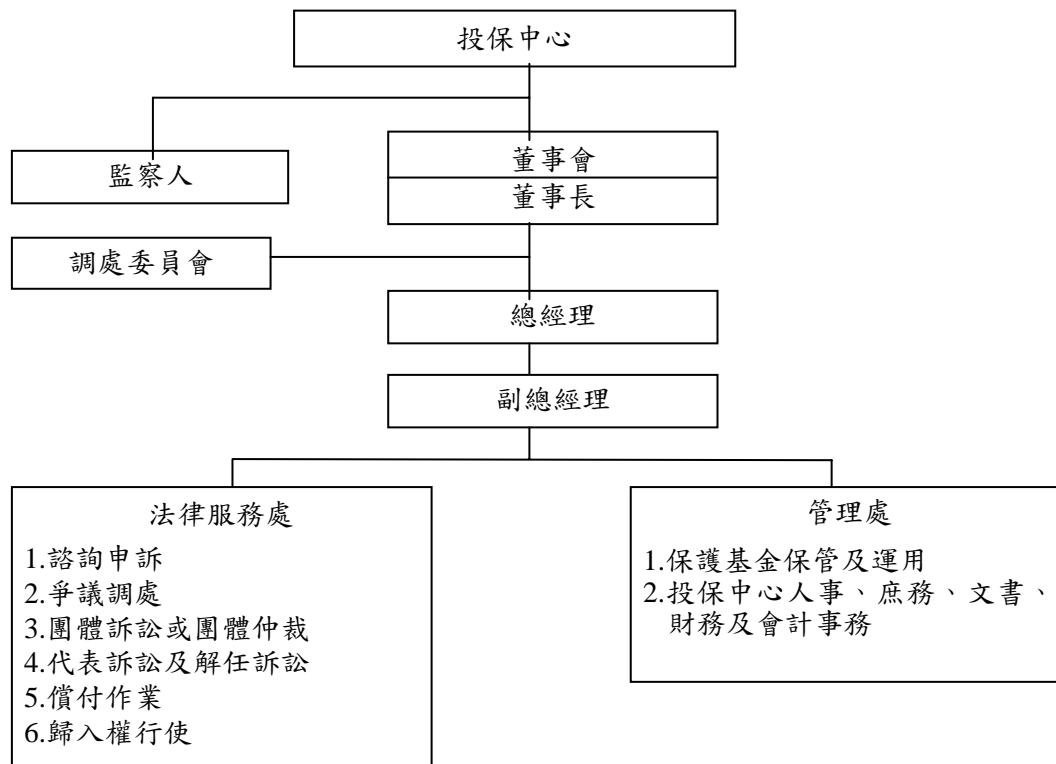 投保中心
監察人
董事會
董事長
調處委員會
總經理
副總經理
法律服務處
1.諮詢申訴
2.爭議調處
3.團體訴訟或團體仲裁
4.代表訴訟及解任訴訟
5.償付作業
6.歸入權行使
管理處
1.保護基金保管及運用
2.投保中心人事、庶務、文書、
財務及會計事務